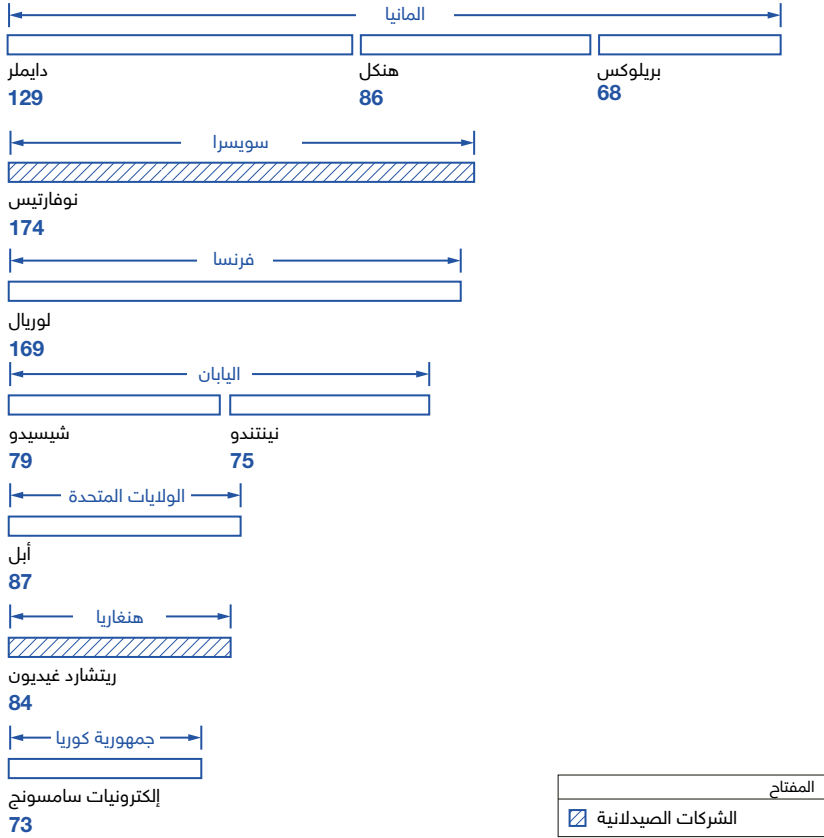 المانيا
دايملر
129
هنكل
86
بريلوكس
68
سويسرا
نوفارتيس
174
فرنسا
لوريال
169
اليابان
شيسيدو
79
نينتندو
75
الولايات المتحدة
أبل
87
هنغاريا
ريتشارد غيديون
84
جمهورية كوريا
إلكترونيات سامسونج
73
المفتاح
الشركات الصيدلانية